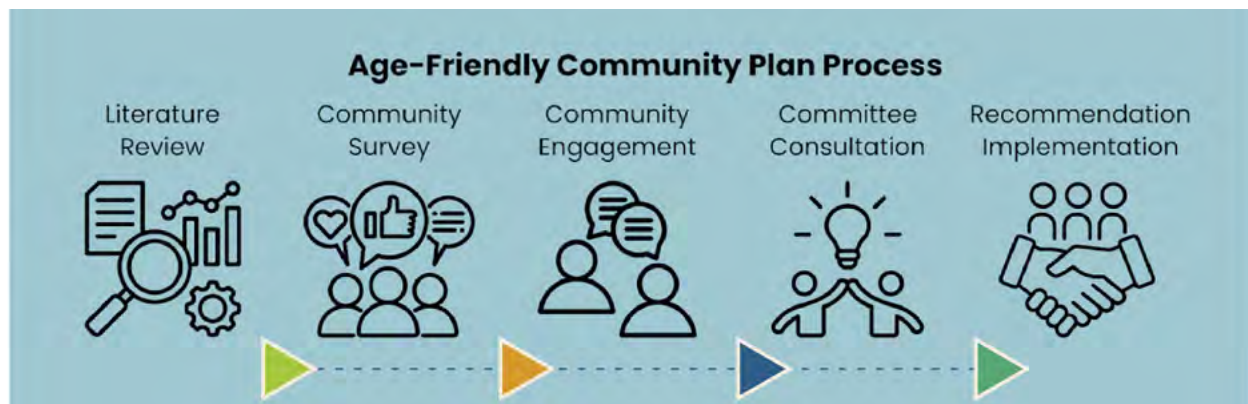 Age-Friendly Community Plan Process
Literature
Review
Community
Survey
Community
Engagement
Committee
Consultation
Recommendation
Implementation